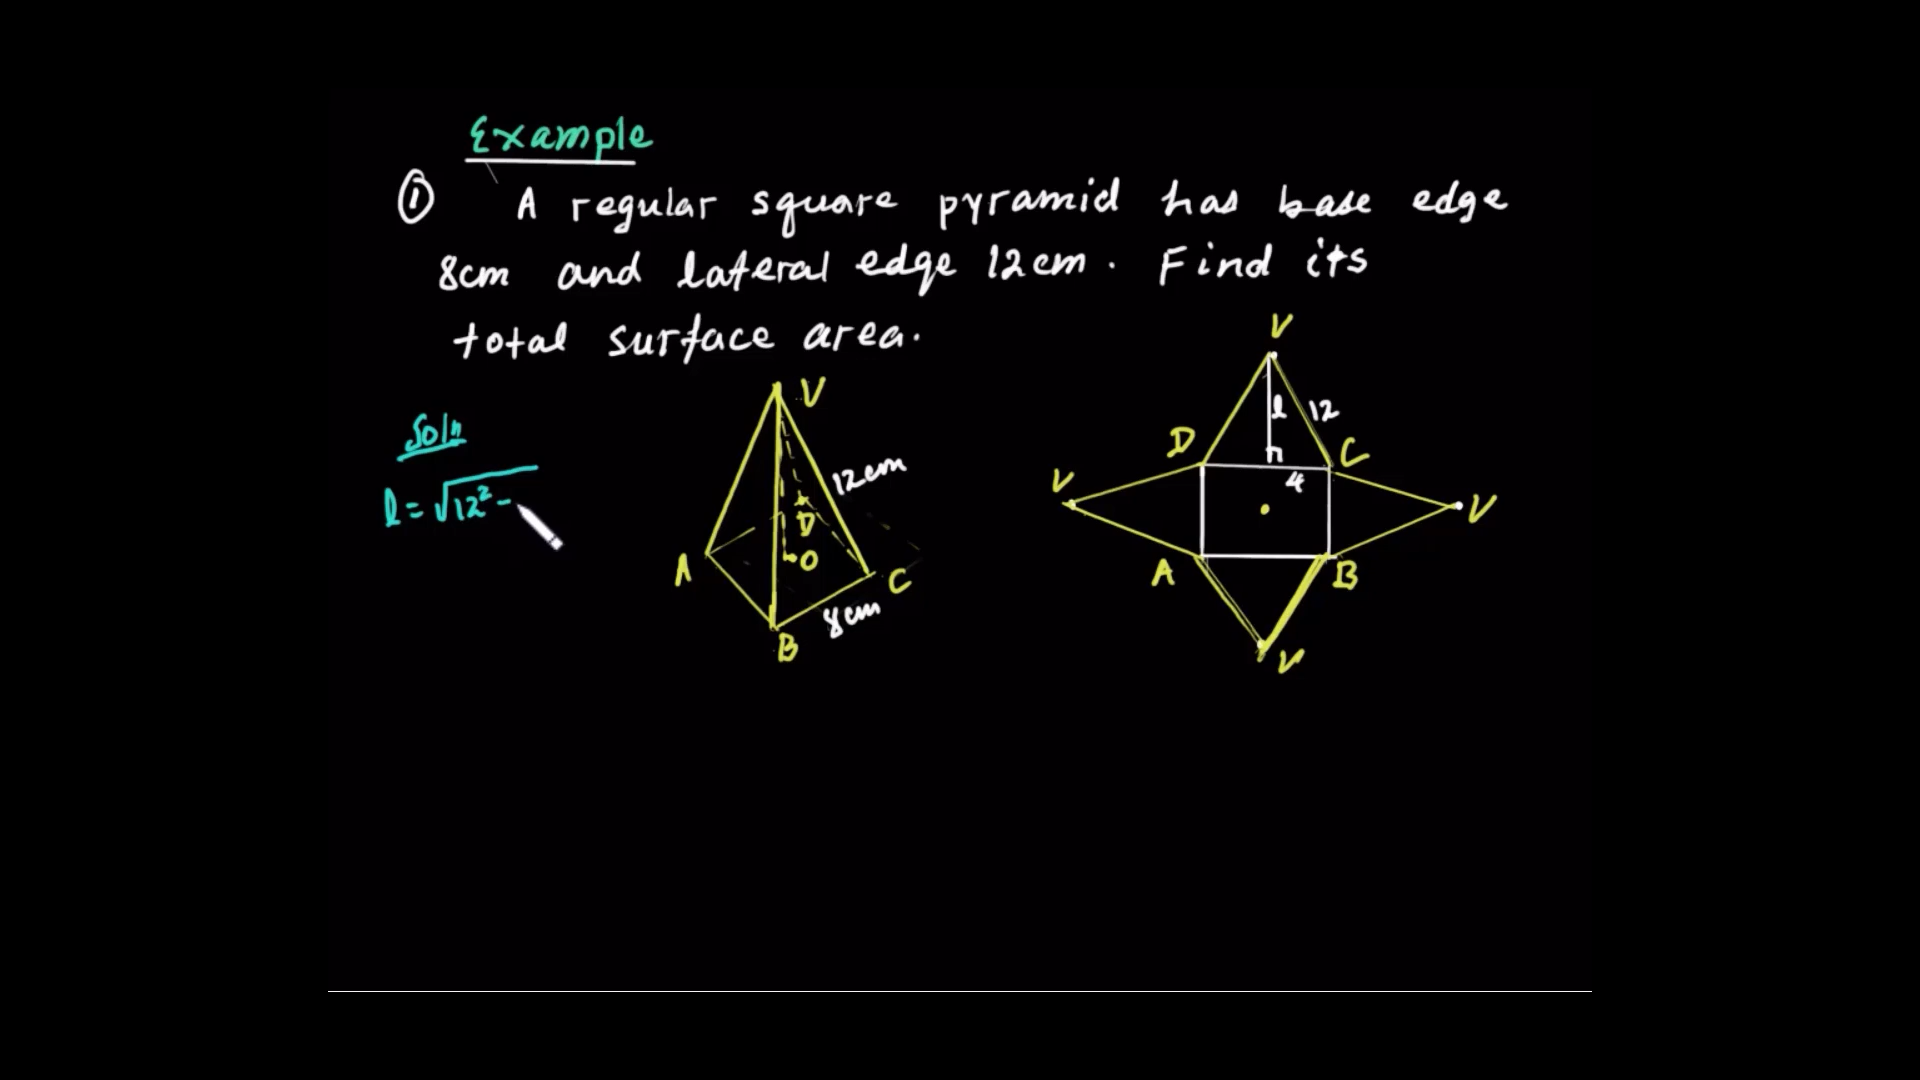 Example
① A regular square pyramid has base edge
8cm and lateral edge 12cm. Find its
total surface area.
Soln
l = √12² -
V
12cm
D
O
A
C
8cm
B
V
l
12
D
C
4
V
V
A
B
V